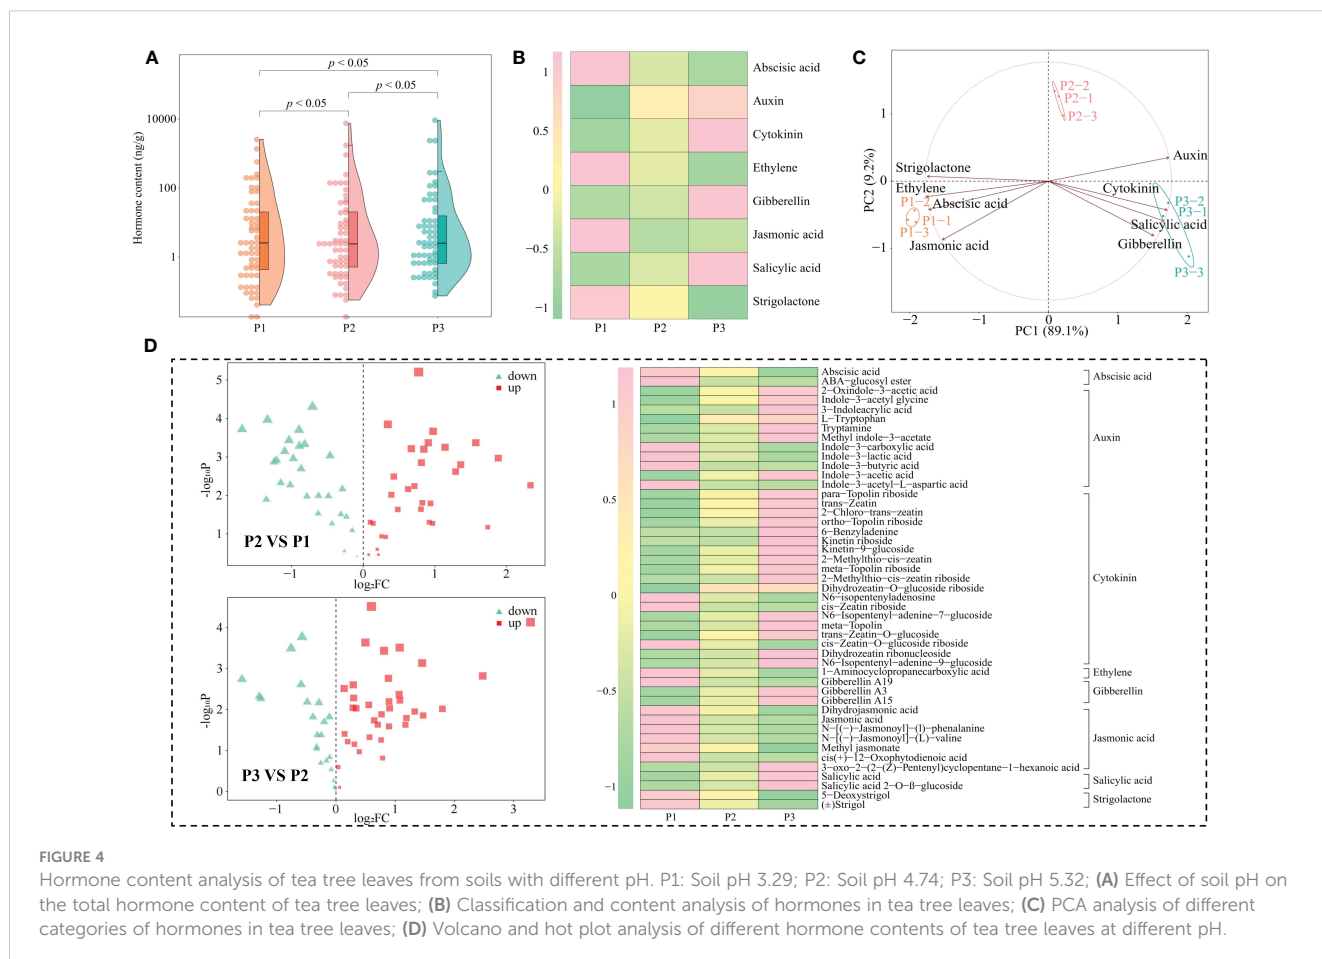 A
Hormone content (ng/g)
10000
100
1
p < 0.05
p < 0.05
p < 0.05
P1
P2
P3
B
1
0.5
0
−0.5
−1
Abscisic acid
Auxin
Cytokinin
Ethylene
Gibberellin
Jasmonic acid
Salicylic acid
Strigolactone
P1
P2
P3
C
PC2 (9.2%)
1
0
−1
P2−2
P2−1
P2−3
Auxin
Strigolactone
Ethylene
Cytokinin
P1−2
Abscisic acid
P3−2
P3−1
P1−1
Salicylic acid
P1−3
Jasmonic acid
Gibberellin
P3−3
−2
−1
0
1
2
PC1 (89.1%)
D
-log₁₀P
5
4
3
2
1
down
up
P2 VS P1
−1
0
1
2
log₂FC
-log₁₀P
4
3
2
1
0
down
up
P3 VS P2
−1
0
1
2
3
log₂FC
1
0.5
0
−0.5
−1
Abscisic acid
ABA−glucosyl ester
2−Oxindole−3−acetic acid
Indole−3−acetyl glycine
3−Indoleacrylic acid
L−Tryptophan
Tryptamine
Methyl indole−3−acetate
Indole−3−carboxylic acid
Indole−3−lactic acid
Indole−3−butyric acid
Indole−3−acetic acid
Indole−3−acetyl−L−aspartic acid
para−Topolin riboside
trans−Zeatin
2−Chloro−trans−zeatin
ortho−Topolin riboside
6−Benzyladenine
Kinetin riboside
Kinetin−9−glucoside
2−Methylthio−cis−zeatin
meta−Topolin riboside
2−Methylthio−cis−zeatin riboside
Dihydrozeatin−O−glucoside riboside
N6−isopentenyladenosine
cis−Zeatin riboside
N6−Isopentenyl−adenine−7−glucoside
meta−Topolin
trans−Zeatin−O−glucoside
cis−Zeatin−O−glucoside riboside
Dihydrozeatin ribonucleoside
N6−Isopentenyl−adenine−9−glucoside
1−Aminocyclopropanecarboxylic acid
Gibberellin A19
Gibberellin A3
Gibberellin A15
Dihydrojasmonic acid
Jasmonic acid
N−[(−)−Jasmonoyl]−(l)−phenalanine
N−[(−)−Jasmonoyl]−(L)−valine
Methyl jasmonate
cis(+)−12−Oxophytodienoic acid
3−oxo−2−(2−(Z)−Pentenyl)cyclopentane−1−hexanoic acid
Salicylic acid
Salicylic acid 2−O−ß−glucoside
5−Deoxystrigol
(±)Strigol
P1
P2
P3
Abscisic acid
Auxin
Cytokinin
Ethylene
Gibberellin
Jasmonic acid
Salicylic acid
Strigolactone
FIGURE 4
Hormone content analysis of tea tree leaves from soils with different pH. P1: Soil pH 3.29; P2: Soil pH 4.74; P3: Soil pH 5.32; (A) Effect of soil pH on
the total hormone content of tea tree leaves; (B) Classification and content analysis of hormones in tea tree leaves; (C) PCA analysis of different
categories of hormones in tea tree leaves; (D) Volcano and hot plot analysis of different hormone contents of tea tree leaves at different pH.